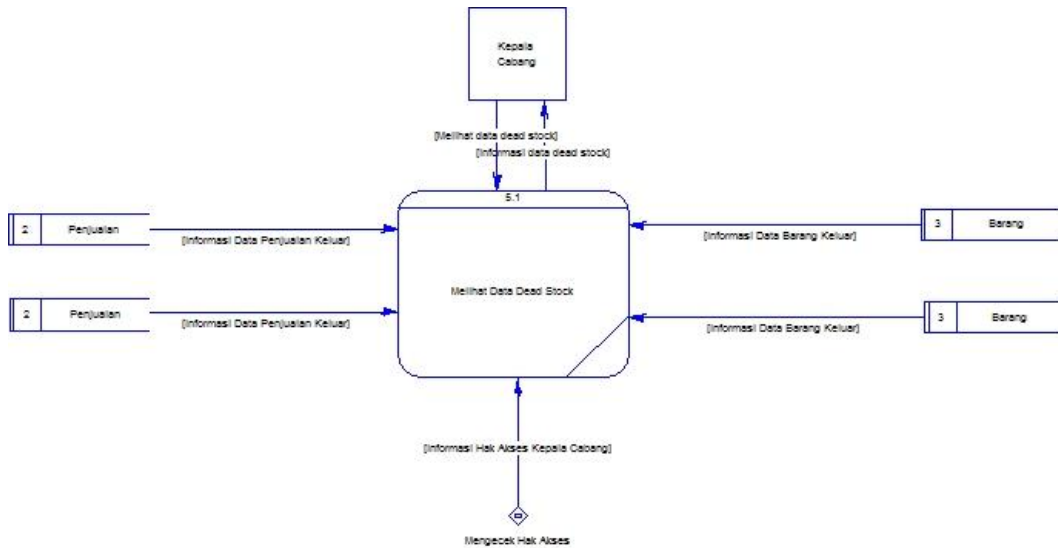 Kepala
Cabang
[Melihat data dead stock]
[Informasi data dead stock]
5.1
2 Penjualan
[Informasi Data Penjualan Keluar]
[Informasi Data Barang Keluar]
3 Barang
Melihat Data Dead Stock
2 Penjualan
[Informasi Data Penjualan Keluar]
[Informasi Data Barang Keluar]
3 Barang
[Informasi Hak Akses Kepala Cabang]
Mengecek Hak Akses